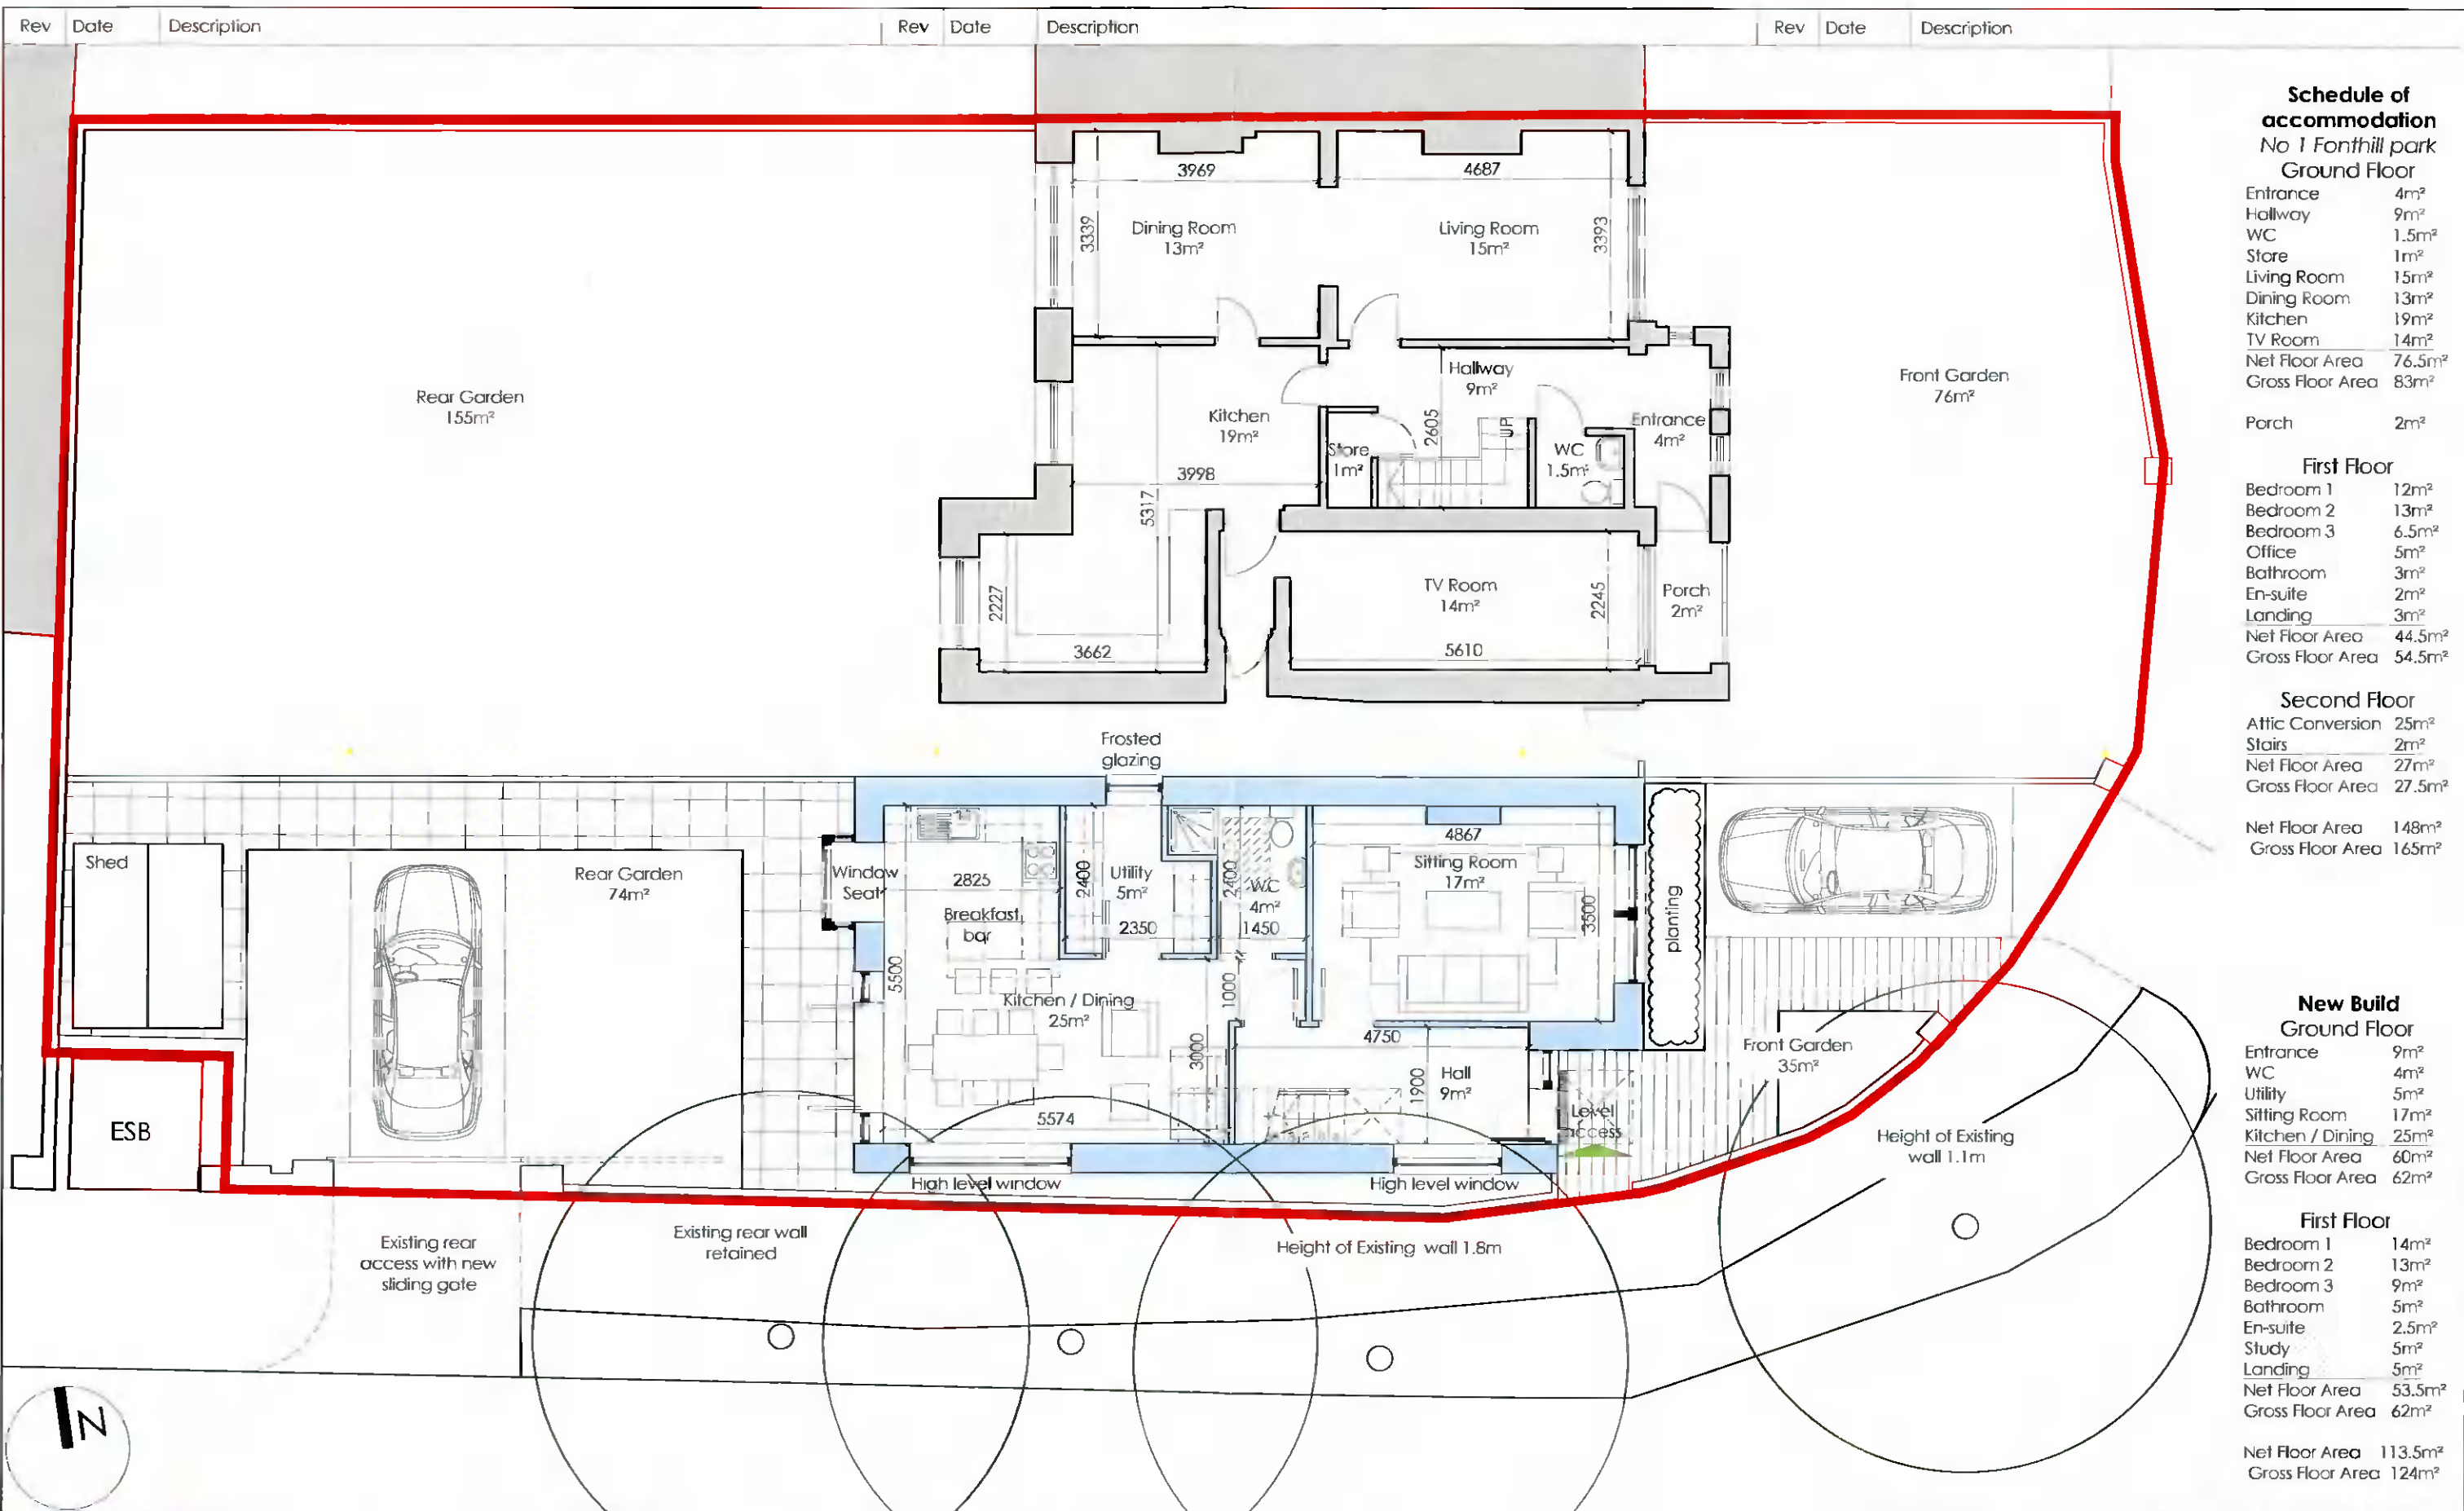 Rev Date Description Rev Date Description Rev Date Description
Schedule of
accommodation
No 1 Fonthill park
Ground Floor
Entrance 4m²
Hallway 9m²
WC 1.5m²
Store 1m²
Living Room 15m²
Dining Room 13m²
Kitchen 19m²
TV Room 14m²
Net Floor Area 76.5m²
Gross Floor Area 83m²
Porch 2m²
First Floor
Bedroom 1 12m²
Bedroom 2 13m²
Bedroom 3 6.5m²
Office 5m²
Bathroom 3m²
En-suite 2m²
Landing 3m²
Net Floor Area 44.5m²
Gross Floor Area 54.5m²
Second Floor
Attic Conversion 25m²
Stairs 2m²
Net Floor Area 27m²
Gross Floor Area 27.5m²
Net Floor Area 148m²
Gross Floor Area 165m²
New Build
Ground Floor
Entrance 9m²
WC 4m²
Utility 5m²
Sitting Room 17m²
Kitchen / Dining 25m²
Net Floor Area 60m²
Gross Floor Area 62m²
First Floor
Bedroom 1 14m²
Bedroom 2 13m²
Bedroom 3 9m²
Bathroom 5m²
En-suite 2.5m²
Study 5m²
Landing 5m²
Net Floor Area 53.5m²
Gross Floor Area 62m²
Net Floor Area 113.5m²
Gross Floor Area 124m²
3969
4687
3339
Dining Room
13m²
Living Room
15m²
3393
Rear Garden
155m²
Hallway
9m²
Front Garden
76m²
Kitchen
19m²
2605
UP
Entrance
4m²
Store
1m²
WC
1.5m²
3998
5317
2227
TV Room
14m²
2245
Porch
2m²
3662
5610
Frosted
glazing
Shed
Rear Garden
74m²
Window
Seat
2825
2400
Utility
5m²
2350
2400
WC
4m²
1450
4867
Sitting Room
17m²
3500
planting
Breakfast
bar
5500
Kitchen / Dining
25m²
1000
3000
4750
Hall
9m²
1900
5574
Level
access
Front Garden
35m²
ESB
High level window
High level window
Height of Existing
wall 1.1m
Existing rear
access with new
sliding gate
Existing rear wall
retained
Height of Existing wall 1.8m
N